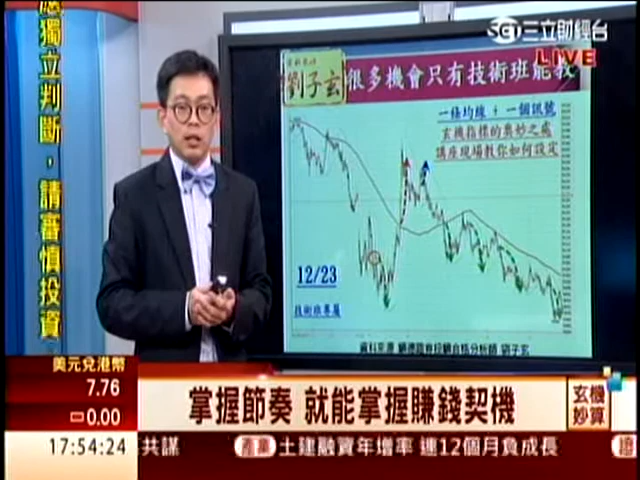 應獨立判斷，請審慎投資
SET 三立財經台
LIVE
劉子玄
很多機會只有技術班能教
一條均線 + 一個訊號
玄機指標的奧妙之處
講座現場教你如何設定
12/23
技術班專屬
美元兌港幣
7.76
0.00
掌握節奏 就能掌握賺錢契機
玄機
妙算
17:54:24
共謀
土建融資年增率 連12個月負成長